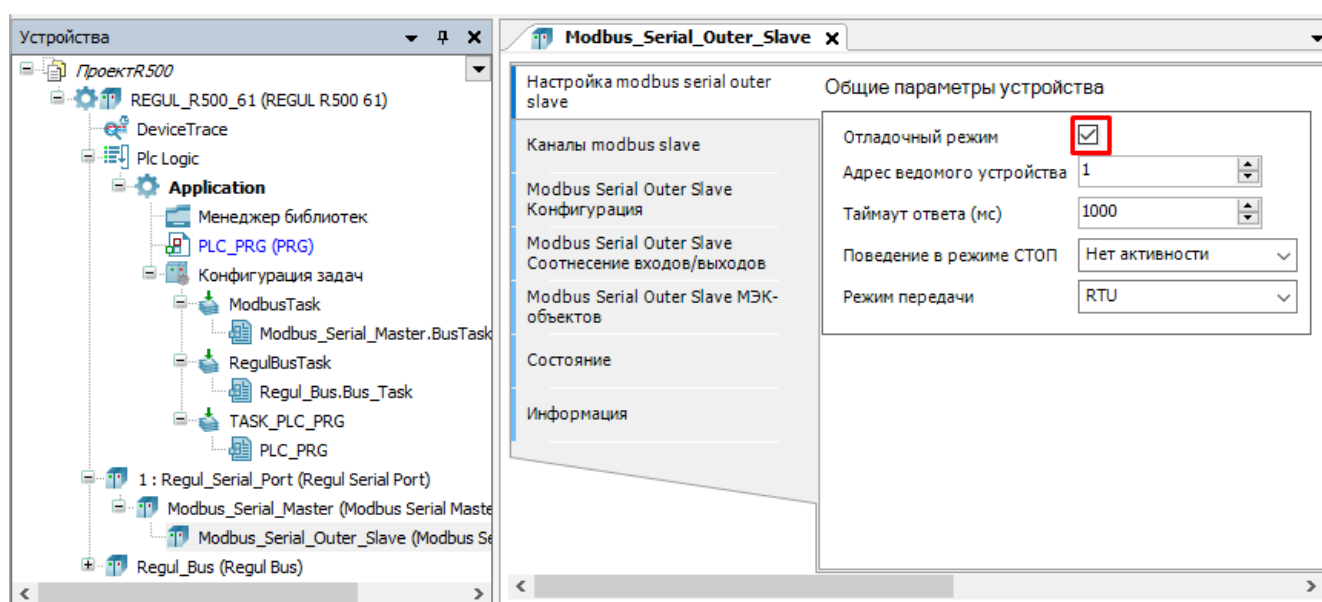 Устройства
ПроектR500
REGUL_R500_61 (REGUL R500 61)
DeviceTrace
Plc Logic
Application
Менеджер библиотек
PLC_PRG (PRG)
Конфигурация задач
ModbusTask
Modbus_Serial_Master.BusTask
RegulBusTask
Regul_Bus.Bus_Task
TASK_PLC_PRG
PLC_PRG
1 : Regul_Serial_Port (Regul Serial Port)
Modbus_Serial_Master (Modbus Serial Maste
Modbus_Serial_Outer_Slave (Modbus Se
Regul_Bus (Regul Bus)
Modbus_Serial_Outer_Slave
Настройка modbus serial outer
slave
Каналы modbus slave
Modbus Serial Outer Slave
Конфигурация
Modbus Serial Outer Slave
Соотнесение входов/выходов
Modbus Serial Outer Slave МЭК-
объектов
Состояние
Информация
Общие параметры устройства
Отладочный режим
Адрес ведомого устройства 1
Таймаут ответа (мс) 1000
Поведение в режиме СТОП Нет активности
Режим передачи RTU